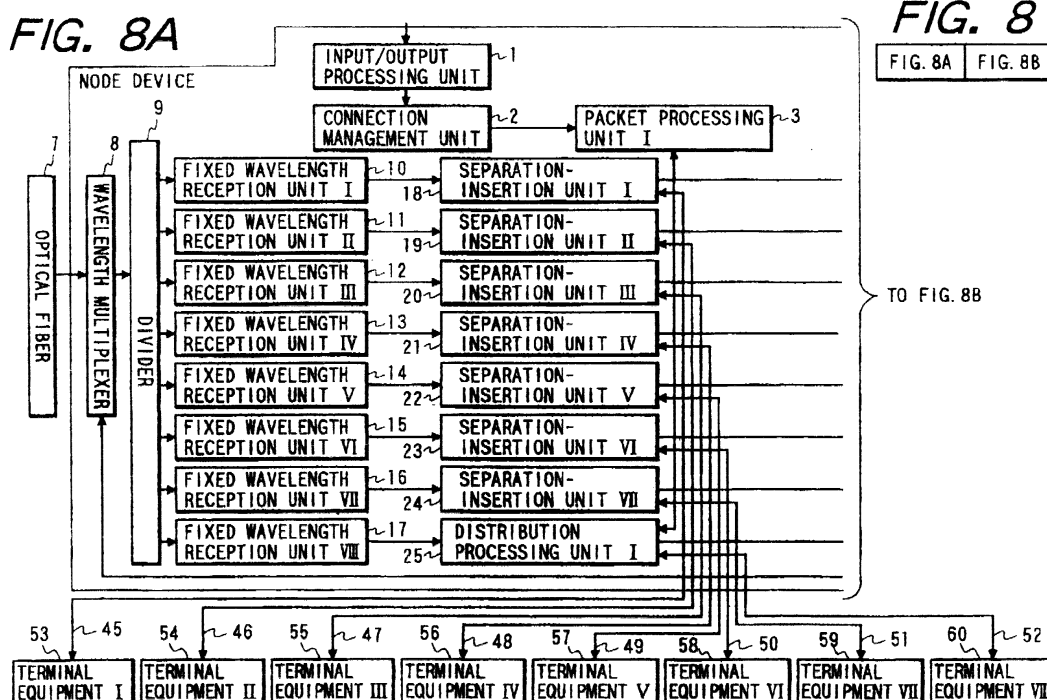 FIG. 8A
FIG. 8
FIG. 8A FIG. 8B
NODE DEVICE
INPUT/OUTPUT
PROCESSING UNIT
1
CONNECTION
MANAGEMENT UNIT
2
PACKET PROCESSING
UNIT I
3
7
OPTICAL FIBER
8
WAVELENGTH MULTIPLEXER
9
DIVIDER
FIXED WAVELENGTH
RECEPTION UNIT I
10
18
SEPARATION-
INSERTION UNIT I
FIXED WAVELENGTH
RECEPTION UNIT II
11
19
SEPARATION-
INSERTION UNIT II
FIXED WAVELENGTH
RECEPTION UNIT III
12
20
SEPARATION-
INSERTION UNIT III
FIXED WAVELENGTH
RECEPTION UNIT IV
13
21
SEPARATION-
INSERTION UNIT IV
FIXED WAVELENGTH
RECEPTION UNIT V
14
22
SEPARATION-
INSERTION UNIT V
FIXED WAVELENGTH
RECEPTION UNIT VI
15
23
SEPARATION-
INSERTION UNIT VI
FIXED WAVELENGTH
RECEPTION UNIT VII
16
24
SEPARATION-
INSERTION UNIT VII
FIXED WAVELENGTH
RECEPTION UNIT VIII
17
25
DISTRIBUTION
PROCESSING UNIT I
TO FIG. 8B
53
45
TERMINAL
EQUIPMENT I
54
46
TERMINAL
EQUIPMENT II
55
47
TERMINAL
EQUIPMENT III
56
48
TERMINAL
EQUIPMENT IV
57
49
TERMINAL
EQUIPMENT V
58
50
TERMINAL
EQUIPMENT VI
59
51
TERMINAL
EQUIPMENT VII
60
52
TERMINAL
EQUIPMENT